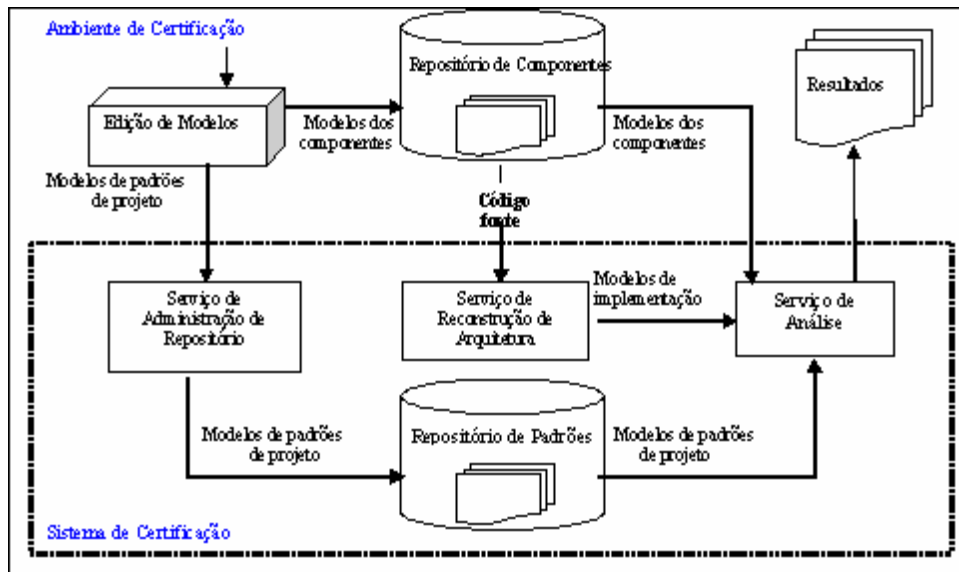 Ambiente de Certificação
Repositório de Componentes
Resultados
Edição de Modelos
Modelos dos
componentes
Modelos dos
componentes
Modelos de padrões
de projeto
Código
fonte
Serviço de
Administração de
Repositório
Serviço de
Reconstrução de
Arquitetura
Modelos de
implementação
Serviço de
Análise
Modelos de padrões
de projeto
Repositório de Padrões
Modelos de padrões
de projeto
Sistema de Certificação